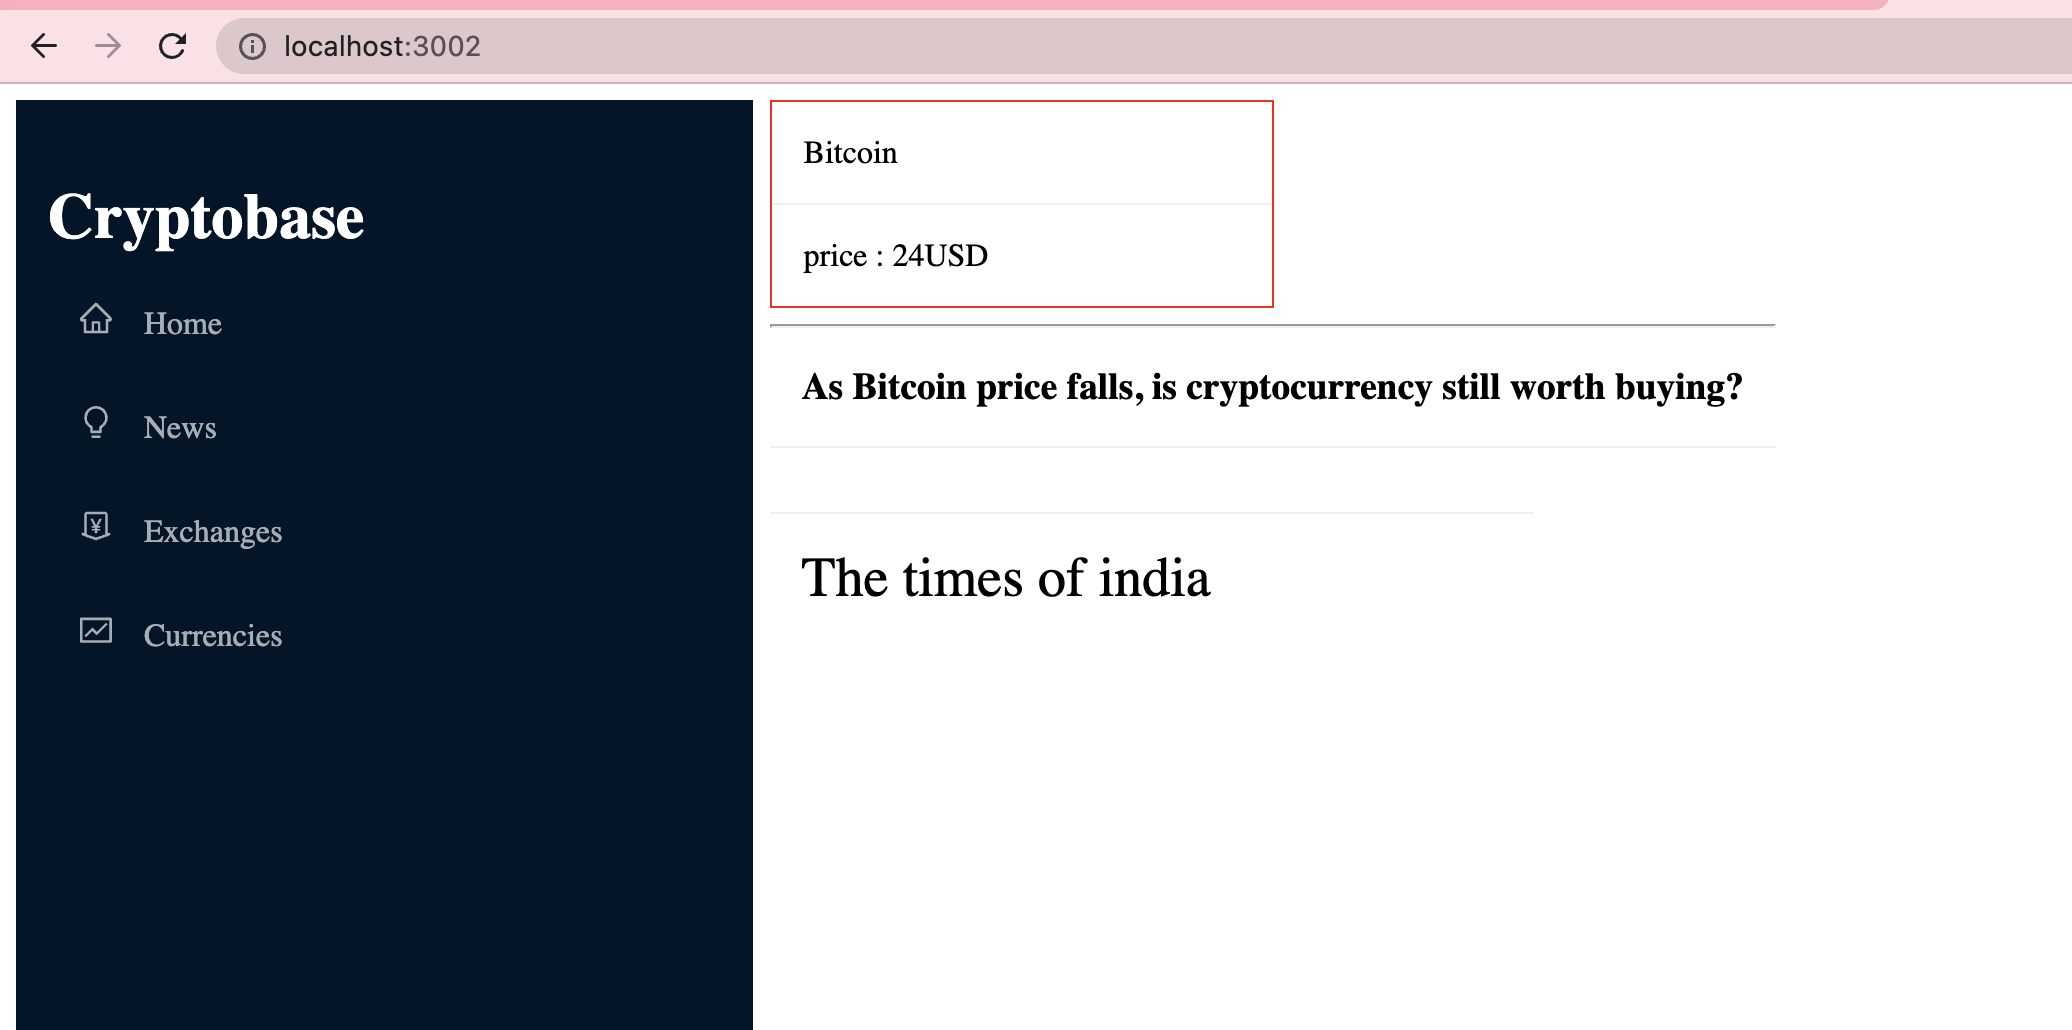 localhost:3002
Cryptobase
Home
News
Exchanges
Currencies
Bitcoin
price : 24USD
As Bitcoin price falls, is cryptocurrency still worth buying?
The times of india